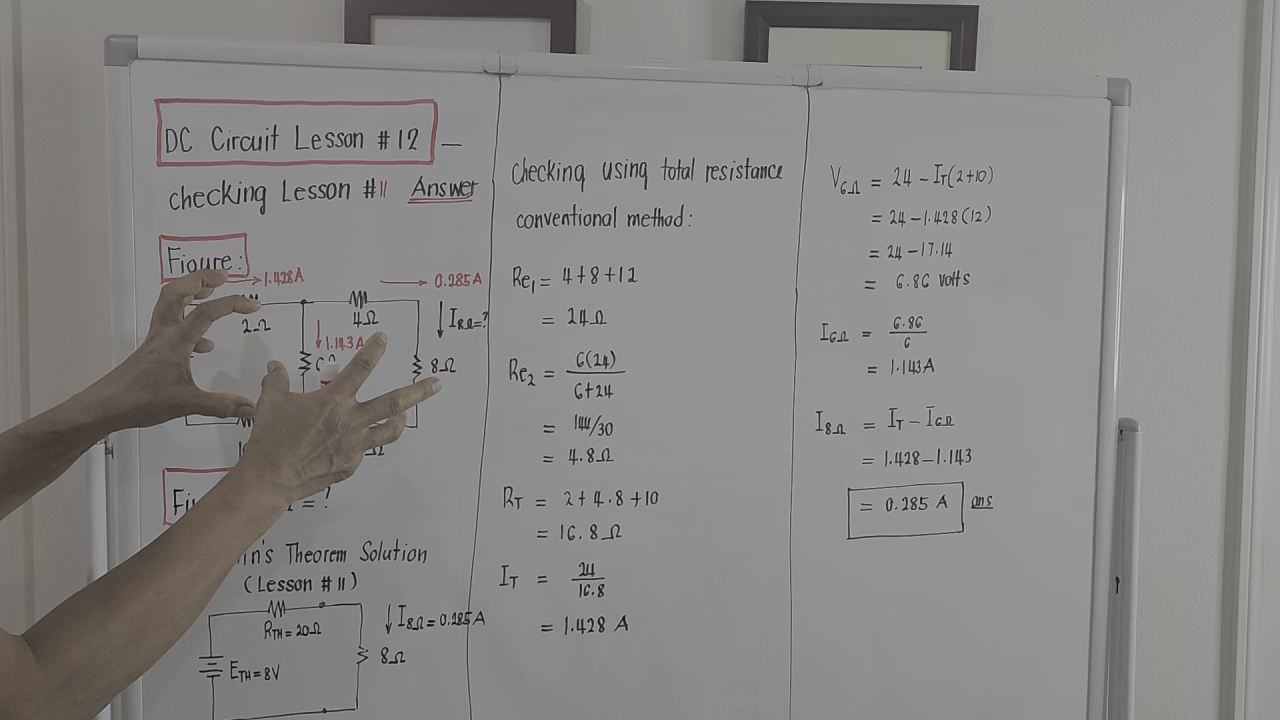 DC Circuit Lesson #12 —
checking Lesson #11 Answer
Figure:
1.428A
0.285A
2Ω
4Ω
I8Ω=?
1.143A
8Ω
= ?
in's Theorem Solution
(Lesson #11)
RTH=20Ω
I8Ω=0.285A
8Ω
ETH=8V
checking using total resistance
conventional method:
Re1 = 4+8+12
= 24Ω
Re2 = 6(24)
6+24
= 144/30
= 4.8Ω
RT = 2+4.8+10
= 16.8Ω
IT = 24
16.8
= 1.428 A
V6Ω = 24-IT(2+10)
= 24-1.428(12)
= 24-17.14
= 6.86 volts
I6Ω = 6.86
6
= 1.143A
I8Ω = IT - I6Ω
= 1.428-1.143
= 0.285 A ans